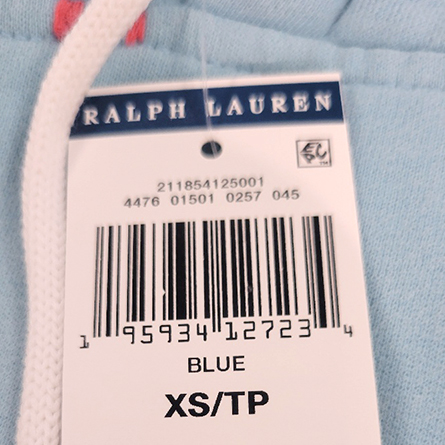 RALPH LAUREN
211854125001
4476 01501 0257 045
1 95934 12723 4
BLUE
XS/TP